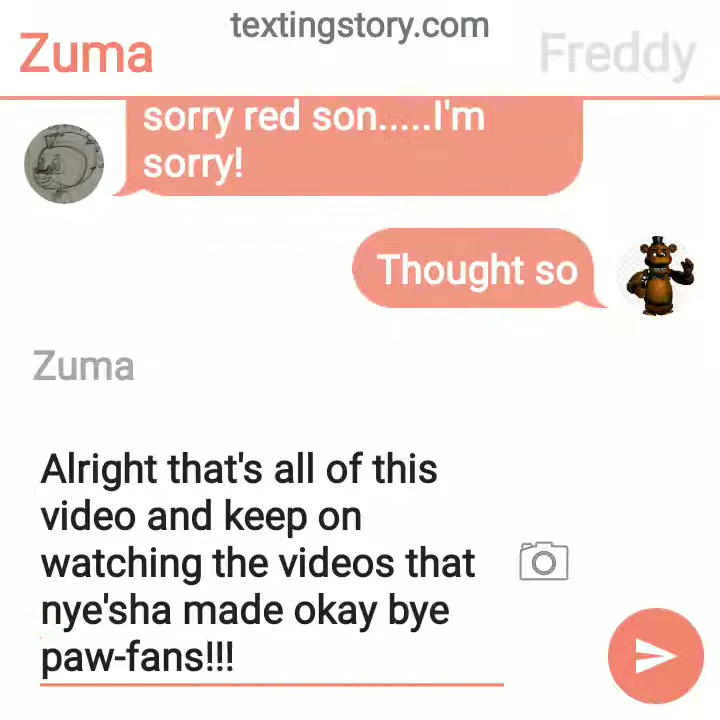 textingstory.com
Zuma
Freddy
sorry red son.....I'm
sorry!
Thought so
Zuma
Alright that's all of this
video and keep on
watching the videos that
nye'sha made okay bye
paw-fans!!!